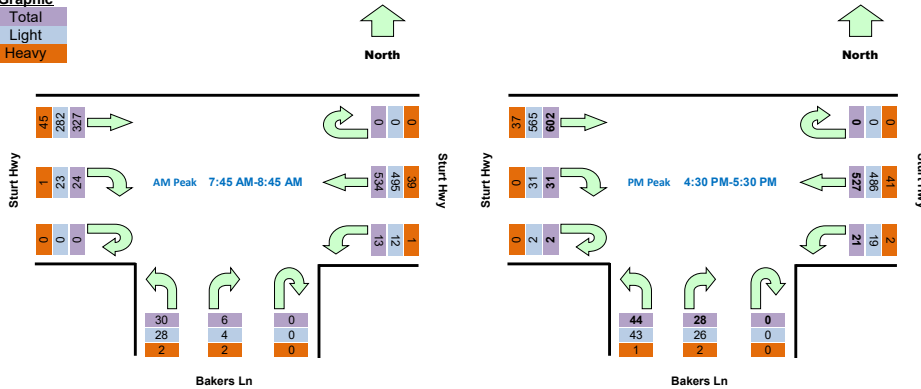 Graphic
Total
Light
Heavy
North
Sturt Hwy
45 282 327
1 23 24
0 0 0
AM Peak 7:45 AM-8:45 AM
0 0 0
534 495 39
13 12 1
Sturt Hwy
30 6 0
28 4 0
2 2 0
Bakers Ln
North
Sturt Hwy
37 565 602
0 31 31
0 2 2
PM Peak 4:30 PM-5:30 PM
0 0 0
527 486 41
21 19 2
Sturt Hwy
44 28 0
43 26 0
1 2 0
Bakers Ln